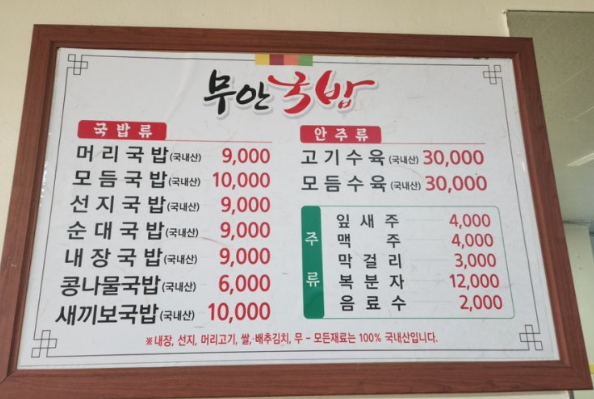 무안국밥
국밥류
머리국밥(국내산) 9,000
모듬국밥(국내산) 10,000
선지국밥(국내산) 9,000
순대국밥(국내산) 9,000
내장국밥(국내산) 9,000
콩나물국밥(국내산) 6,000
새끼보국밥(국내산) 10,000
안주류
고기수육(국내산) 30,000
모듬수육(국내산) 30,000
주류
잎새주 4,000
맥주 4,000
막걸리 3,000
복분자 12,000
음료수 2,000
※내장, 선지, 머리고기, 쌀, 배추김치, 무 - 모든재료는 100% 국내산입니다.